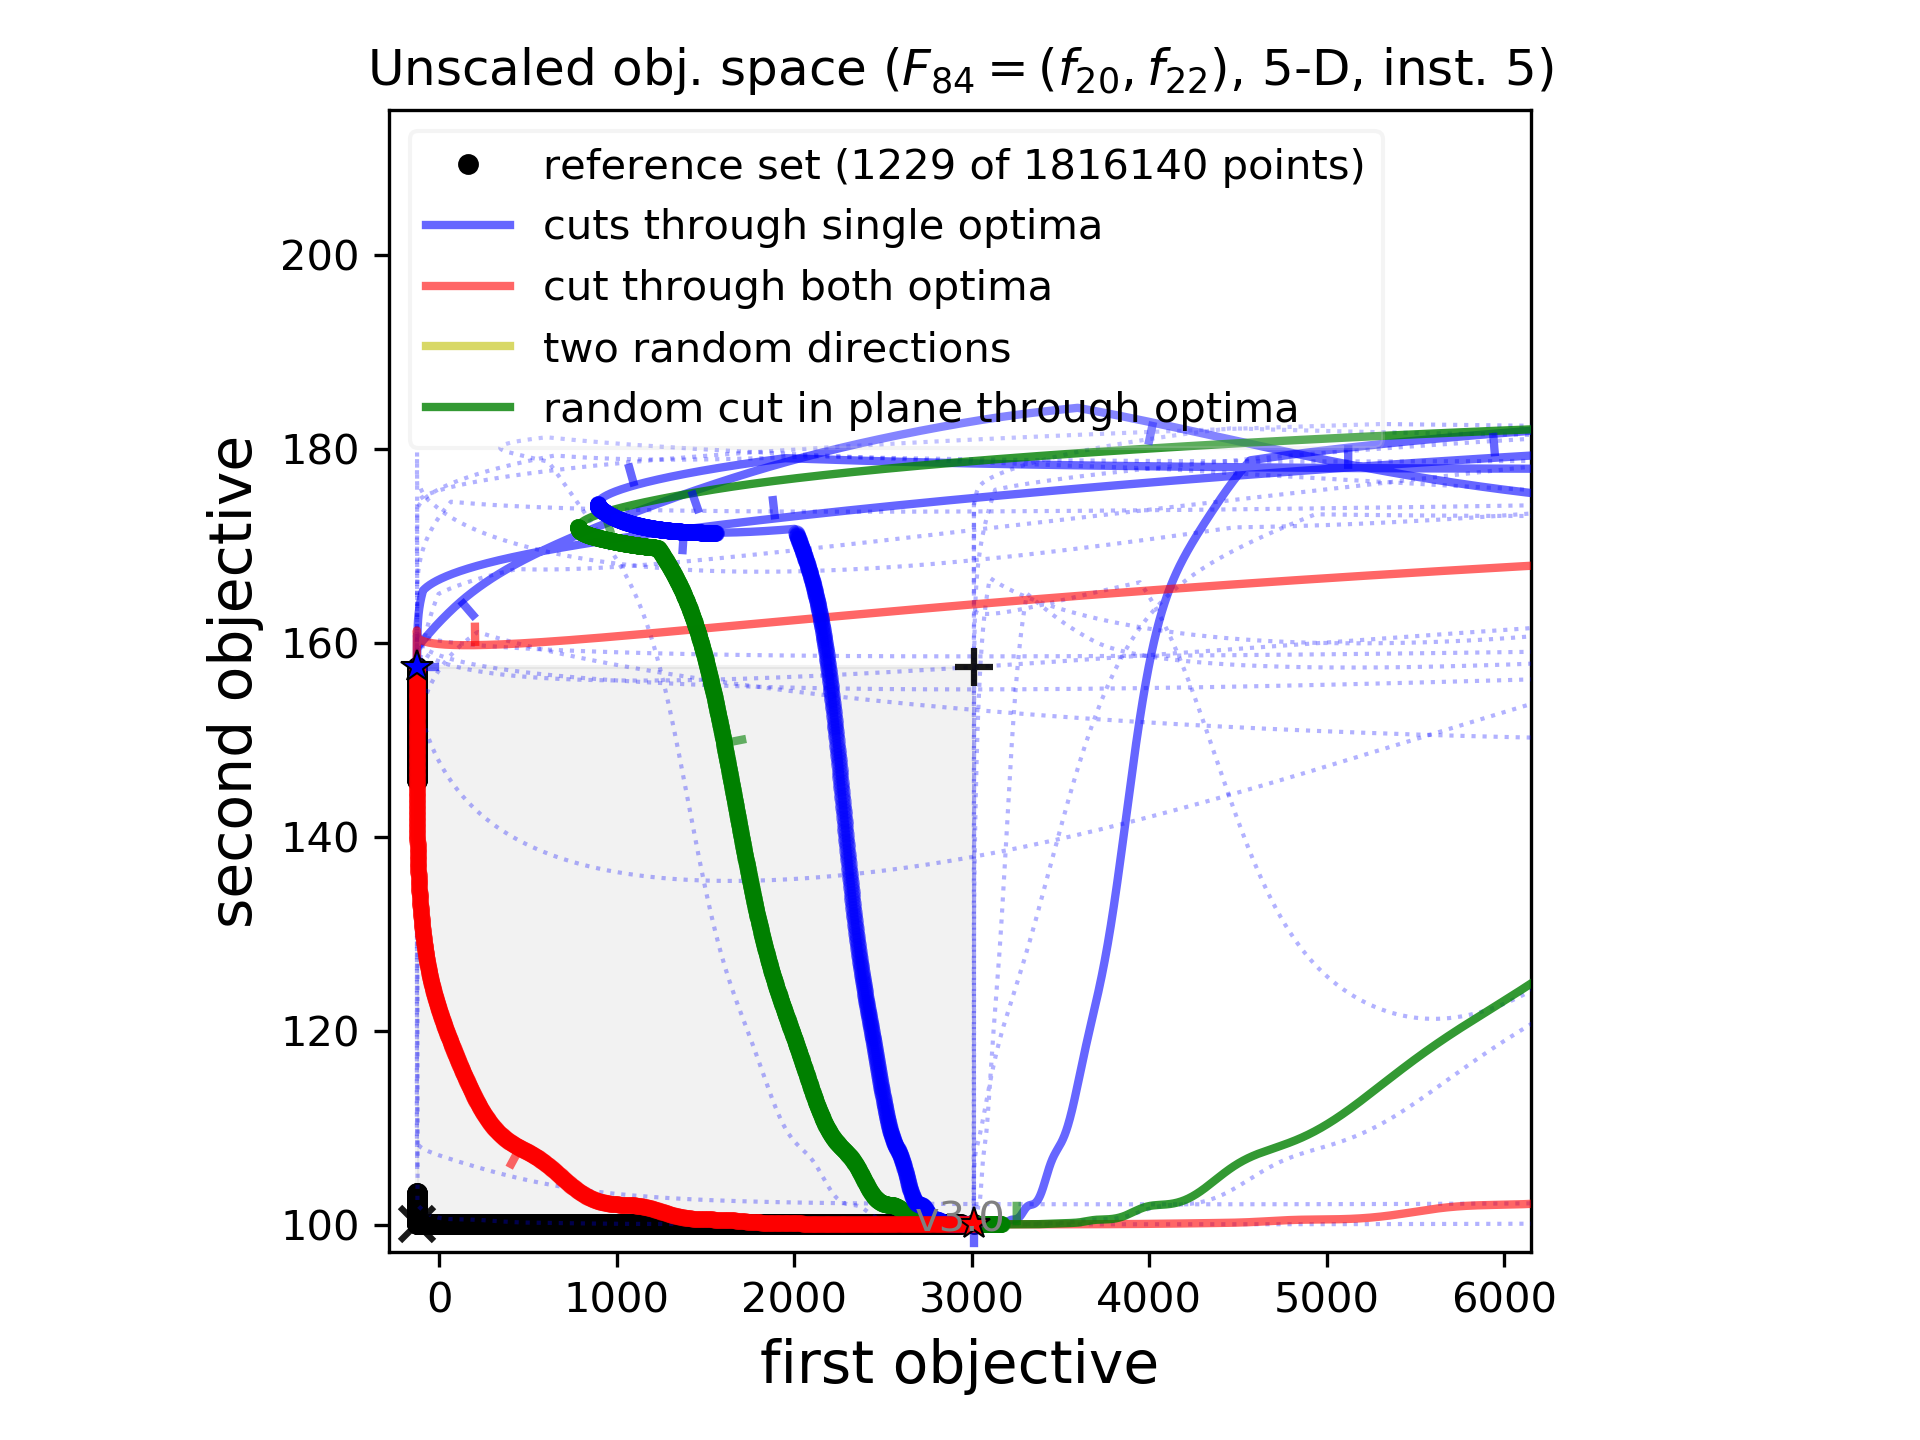 Unscaled obj. space (F₈₄ = (f₂₀, f₂₂), 5-D, inst. 5)
reference set (1229 of 1816140 points)
cuts through single optima
cut through both optima
two random directions
random cut in plane through optima
200
180
160
140
120
100
second objective
v3.0
0 1000 2000 3000 4000 5000 6000
first objective